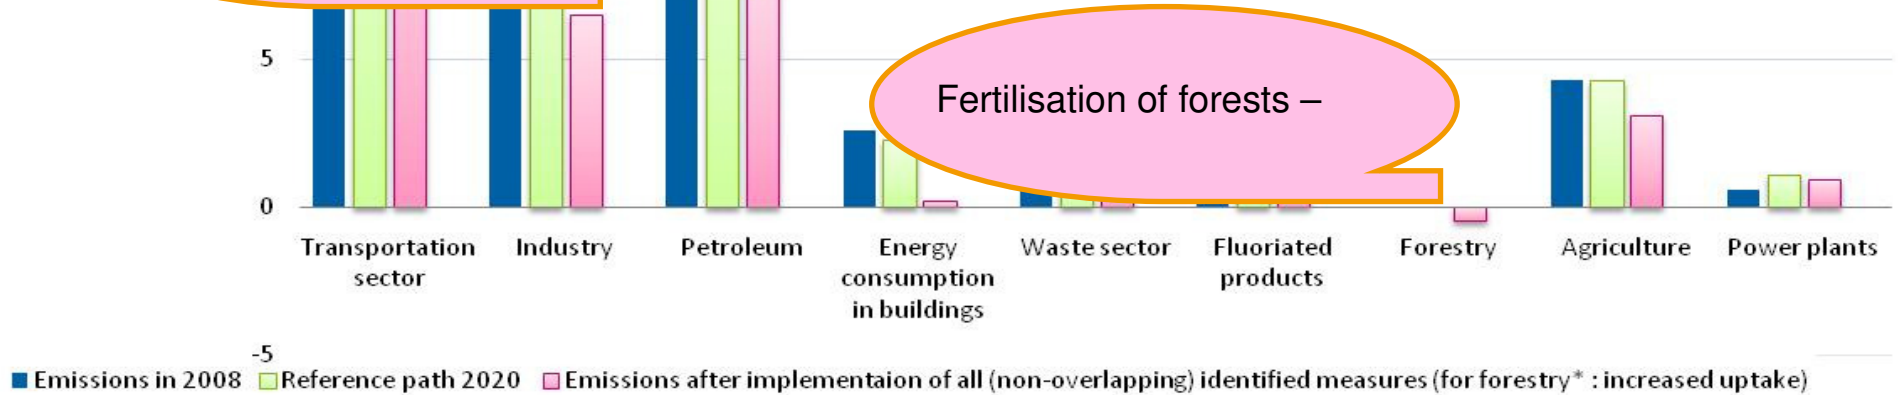 5
Fertilisation of forests –
0
Transportation sector Industry Petroleum Energy consumption in buildings Waste sector Fluoriated products Forestry Agriculture Power plants
-5
Emissions in 2008 Reference path 2020 Emissions after implementaion of all (non-overlapping) identified measures (for forestry* : increased uptake)